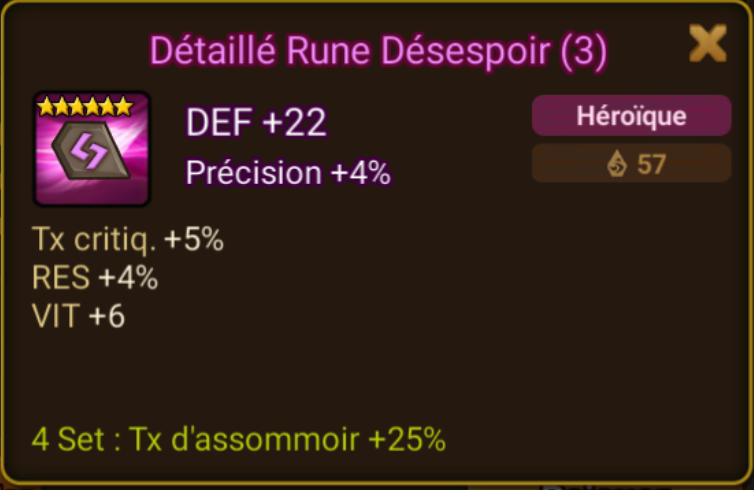 Détaillé Rune Désespoir (3)
DEF +22
Héroïque
Précision +4%
57
Tx critiq. +5%
RES +4%
VIT +6
4 Set : Tx d'assommoir +25%